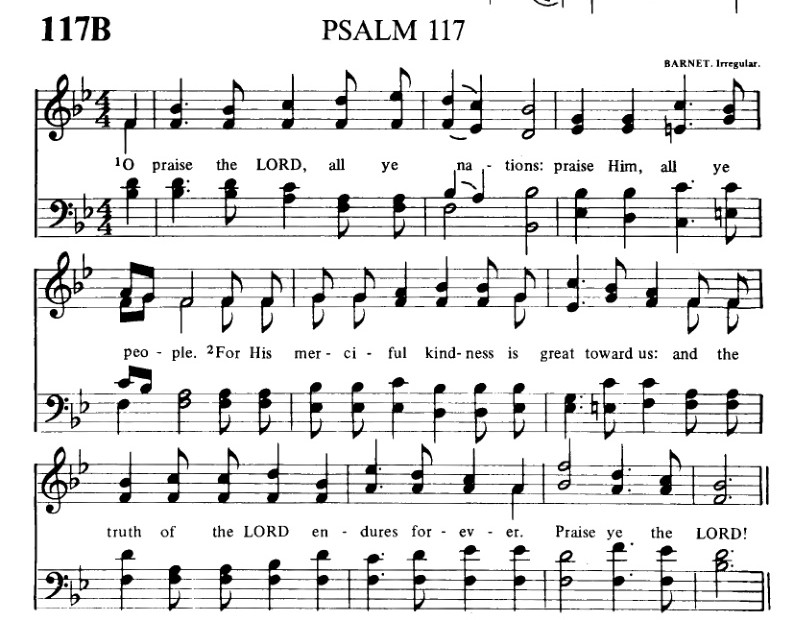 117B PSALM 117
BARNET. Irregular.
1O praise the LORD, all ye na - tions: praise Him, all ye
peo - ple. 2For His mer - ci - ful kind - ness is great toward us: and the
truth of the LORD en - dures for - ev - er. Praise ye the LORD!